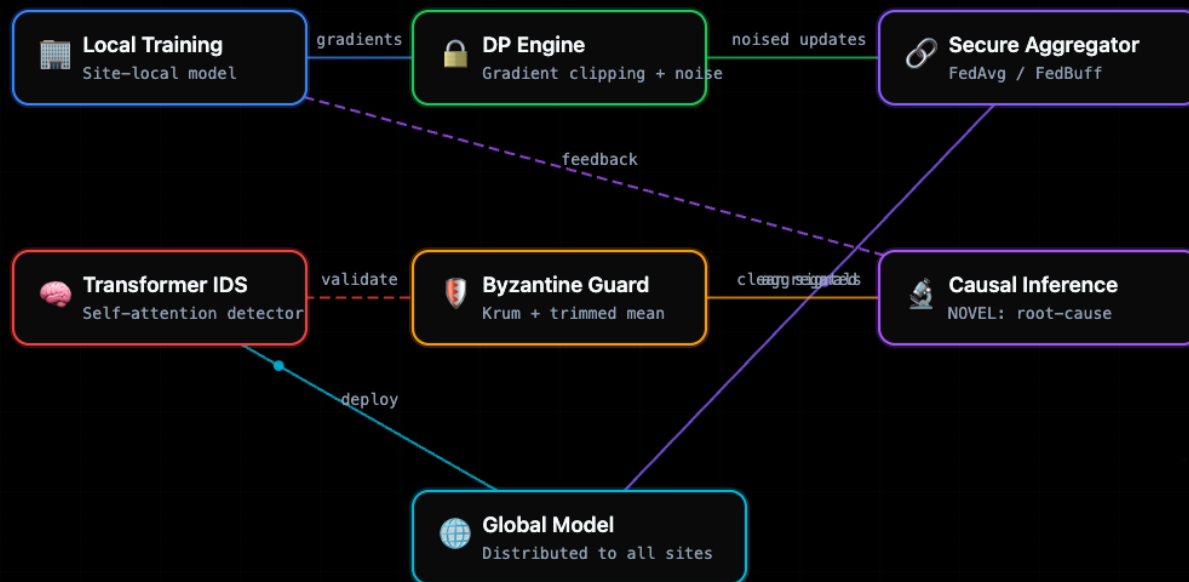 Local Training
Site-local model
gradients
DP Engine
Gradient clipping + noise
noised updates
Secure Aggregator
FedAvg / FedBuff
feedback
Transformer IDS
Self-attention detector
validate
Byzantine Guard
Krum + trimmed mean
Causal Inference
NOVEL: root-cause
deploy
Global Model
Distributed to all sites